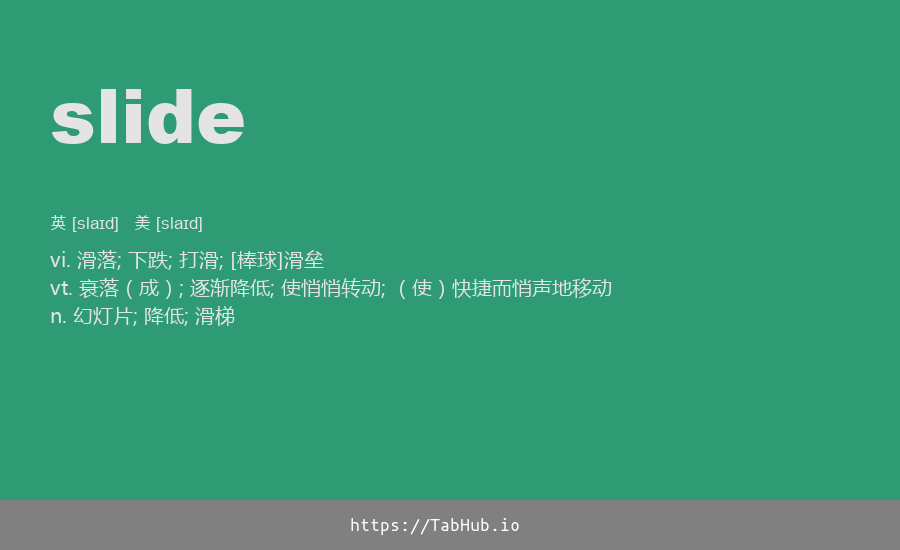 slide
英 [slaɪd] 美 [slaɪd]
vi. 滑落; 下跌; 打滑; [棒球]滑垒
vt. 衰落（成）; 逐渐降低; 使悄悄转动; （使）快捷而悄声地移动
n. 幻灯片; 降低; 滑梯
https://TabHub.io